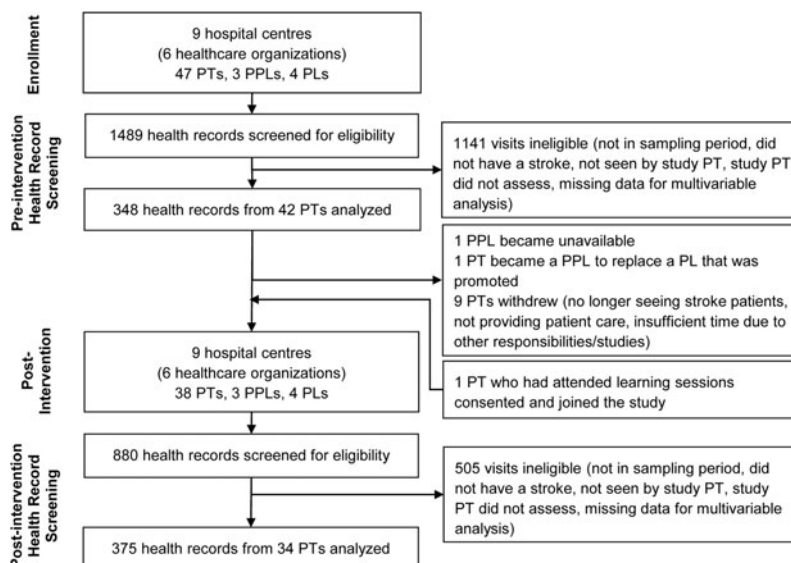 Enrollment
9 hospital centres
(6 healthcare organizations)
47 PTs, 3 PPLs, 4 PLs
Pre-intervention
Health Record
Screening
1489 health records screened for eligibility
1141 visits ineligible (not in sampling period, did
not have a stroke, not seen by study PT, study PT
did not assess, missing data for multivariable
analysis)
348 health records from 42 PTs analyzed
1 PPL became unavailable
1 PT became a PPL to replace a PL that was
promoted
9 PTs withdrew (no longer seeing stroke patients,
not providing patient care, insufficient time due to
other responsibilities/studies)
1 PT who had attended learning sessions
consented and joined the study
Post-
Intervention
9 hospital centres
(6 healthcare organizations)
38 PTs, 3 PPLs, 4 PLs
Post-intervention
Health Record
Screening
880 health records screened for eligibility
505 visits ineligible (not in sampling period, did
not have a stroke, not seen by study PT, study
PT did not assess, missing data for multivariable
analysis)
375 health records from 34 PTs analyzed